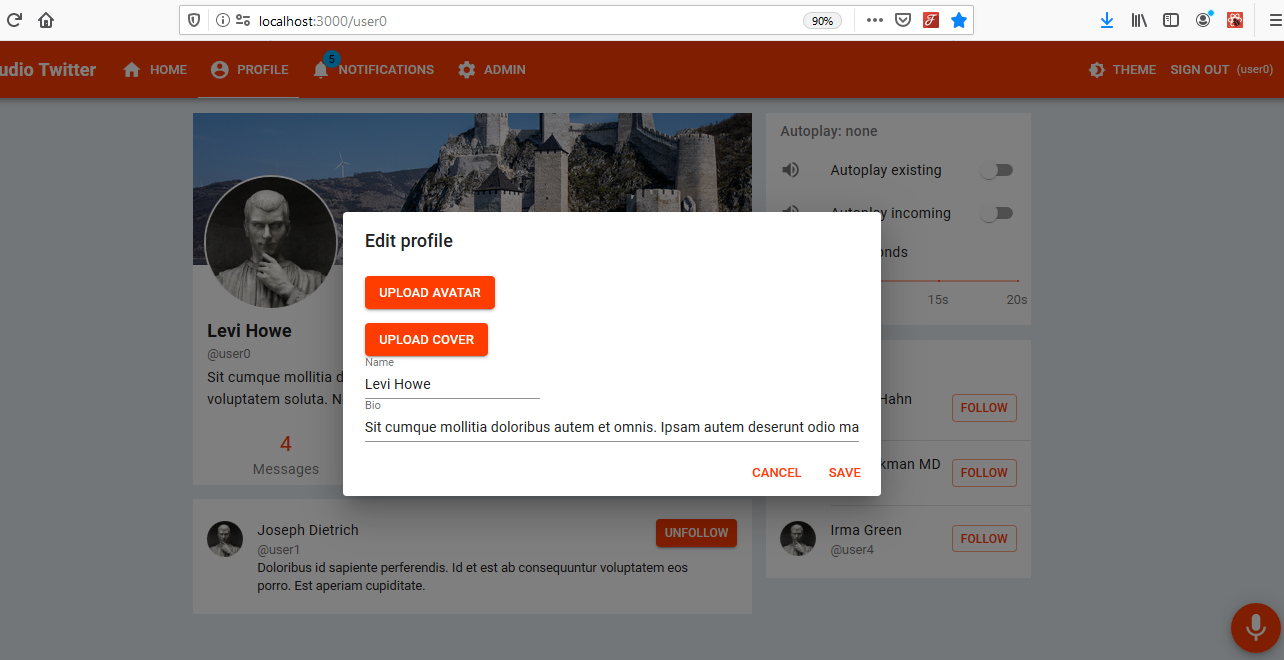 localhost:3000/user0
90%
udio Twitter
HOME
PROFILE
5
NOTIFICATIONS
ADMIN
THEME
SIGN OUT (user0)
Autoplay: none
Autoplay existing
Autoplay incoming
onds
15s
20s
Edit profile
UPLOAD AVATAR
UPLOAD COVER
Name
Levi Howe
Bio
Sit cumque mollitia doloribus autem et omnis. Ipsam autem deserunt odio ma
CANCEL
SAVE
Levi Howe
@user0
Sit cumque mollitia d
voluptatem soluta. N
4
Messages
Hahn
FOLLOW
kman MD
FOLLOW
Irma Green
@user4
FOLLOW
Joseph Dietrich
@user1
UNFOLLOW
Doloribus id sapiente perferendis. Id et est ab consequuntur voluptatem eos
porro. Est aperiam cupiditate.